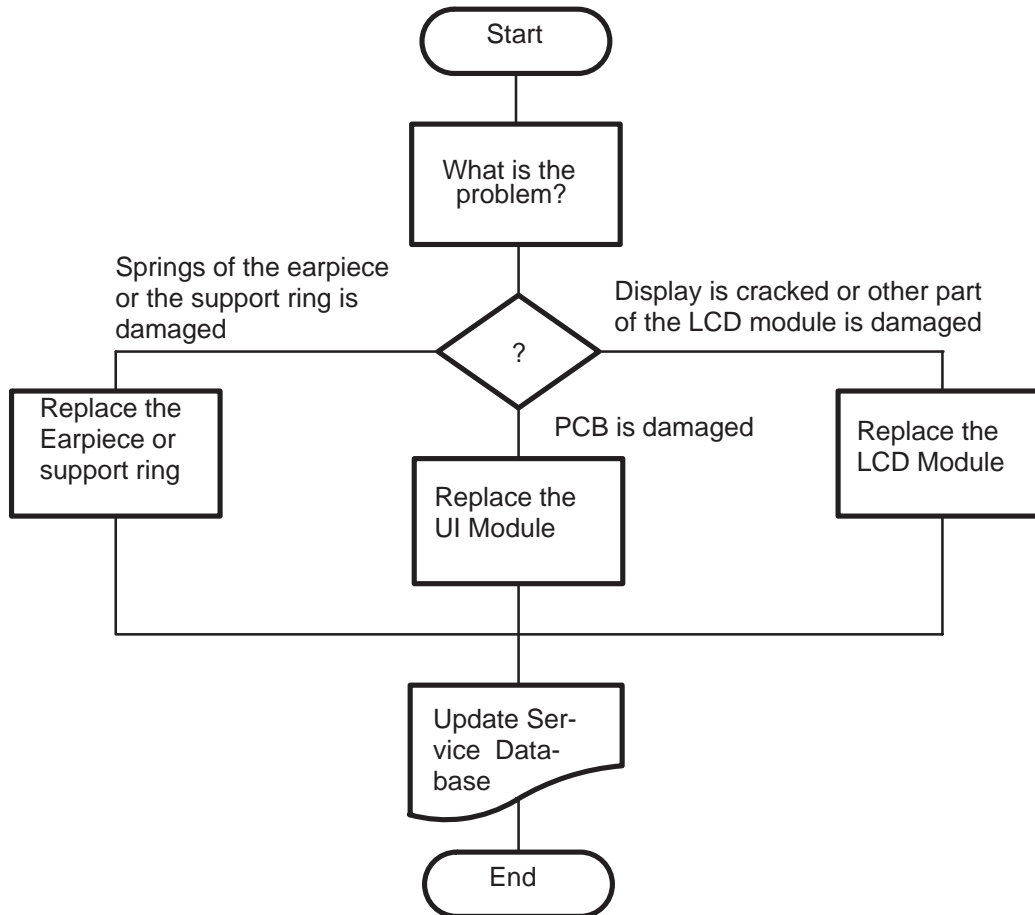 Start
What is the
problem?
Springs of the earpiece
or the support ring is
damaged
Display is cracked or other part
of the LCD module is damaged
?
PCB is damaged
Replace the
Earpiece or
support ring
Replace the
UI Module
Replace the
LCD Module
Update Ser-
vice Data-
base
End